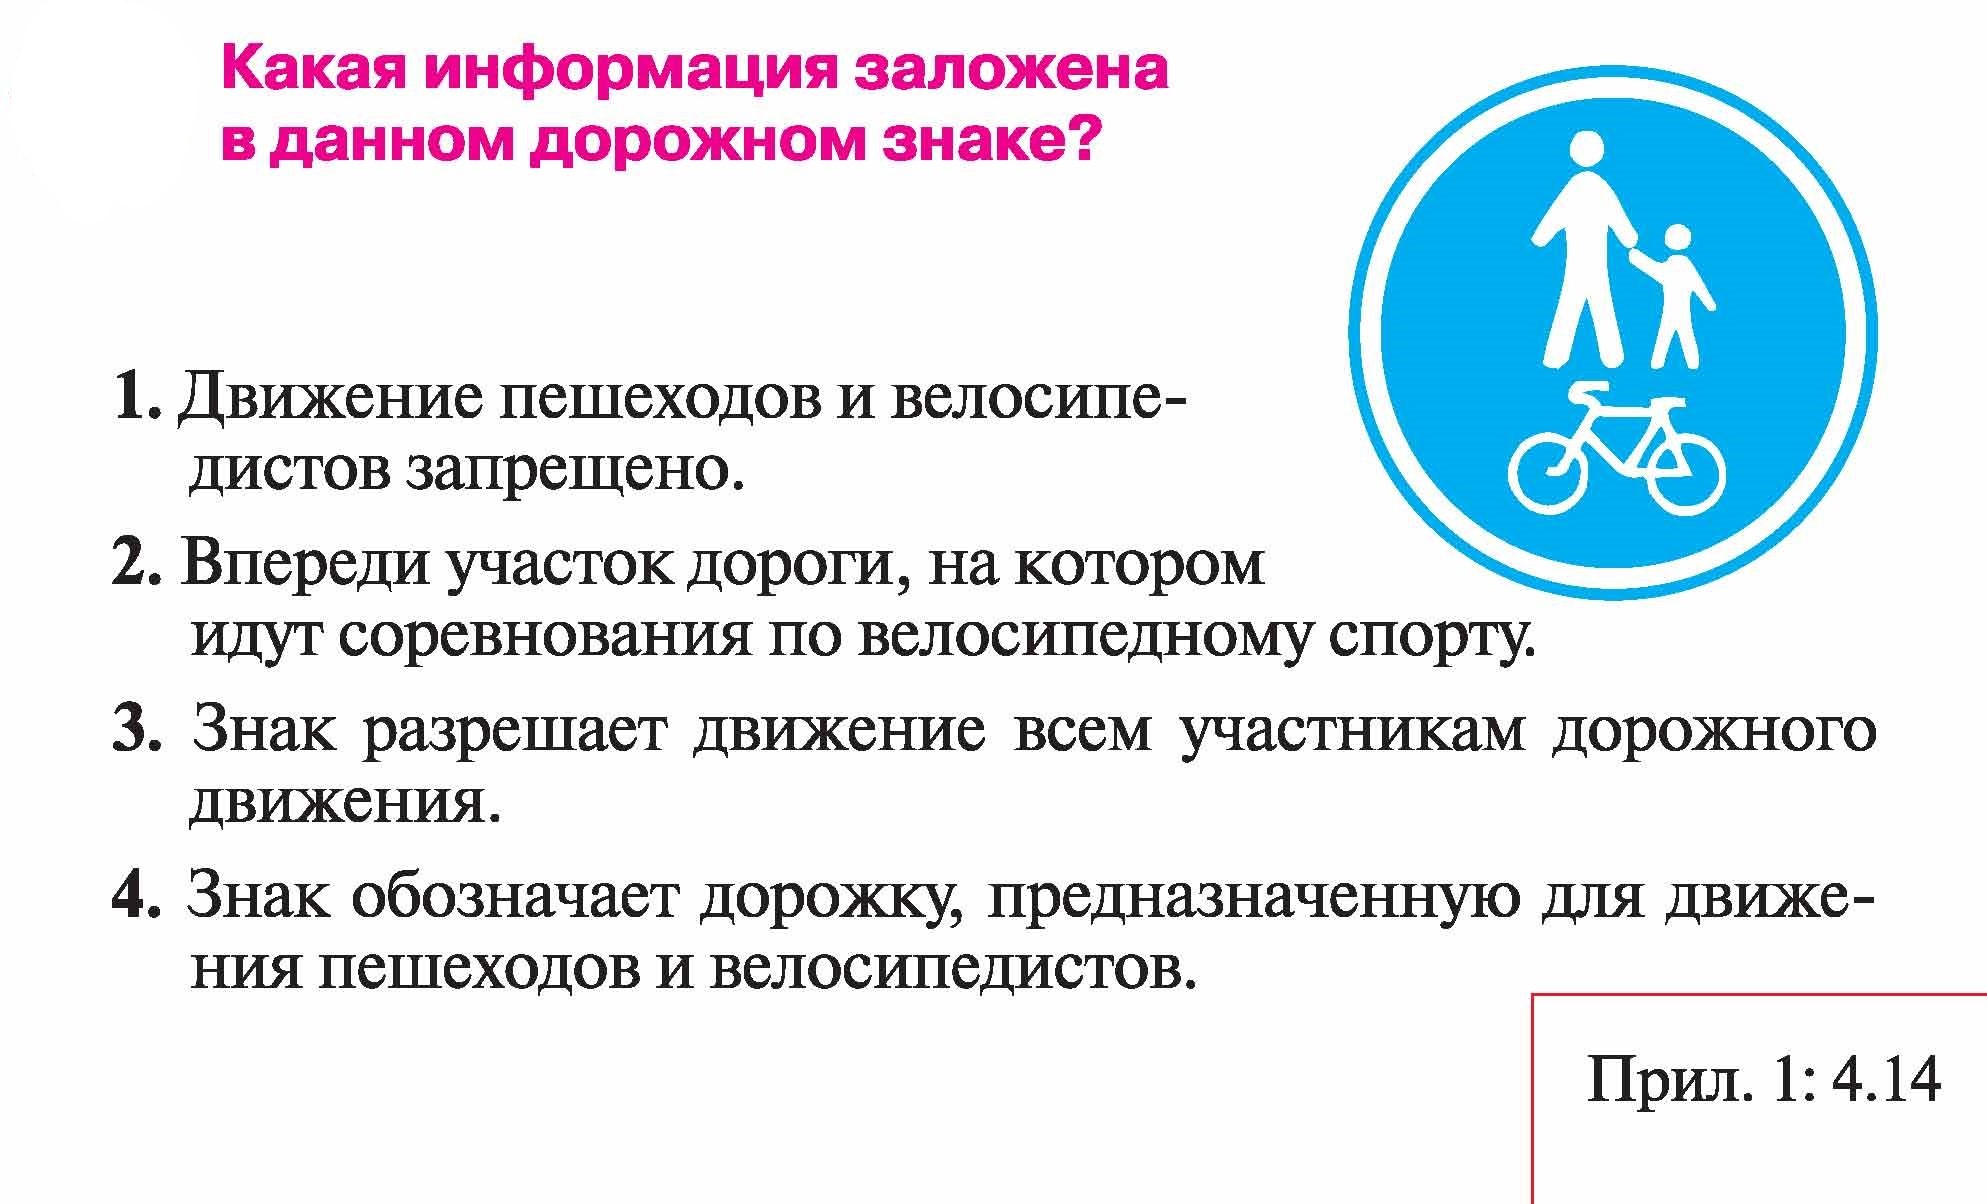 Какая информация заложена
в данном дорожном знаке?
1. Движение пешеходов и велосипе-
дистов запрещено.
2. Впереди участок дороги, на котором
идут соревнования по велосипедному спорту.
3. Знак разрешает движение всем участникам дорожного
движения.
4. Знак обозначает дорожку, предназначенную для движе-
ния пешеходов и велосипедистов.
Прил. 1: 4.14